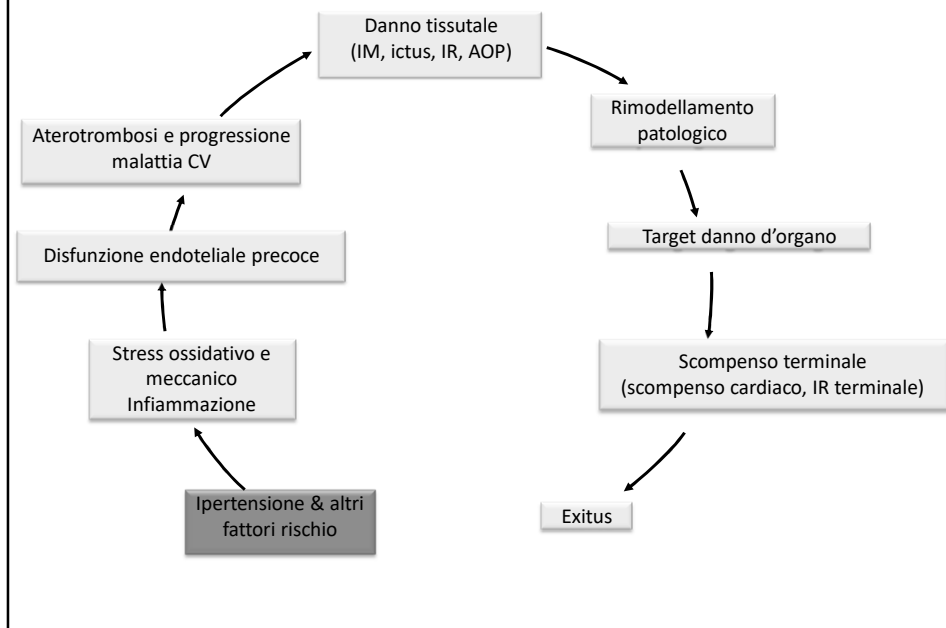 Danno tissutale
(IM, ictus, IR, AOP)
Rimodellamento
patologico
Aterotrombosi e progressione
malattia CV
Target danno d’organo
Disfunzione endoteliale precoce
Stress ossidativo e
meccanico
Infiammazione
Scompenso terminale
(scompenso cardiaco, IR terminale)
Ipertensione & altri
fattori rischio
Exitus